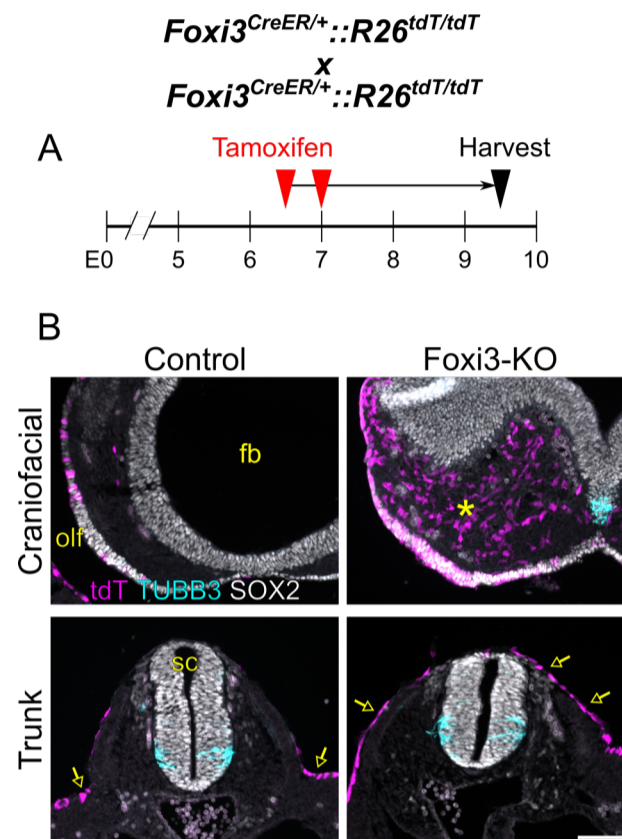 Foxi3CreER/+::R26tdT/tdT
x
Foxi3CreER/+::R26tdT/tdT
A
Tamoxifen Harvest
E0 5 6 7 8 9 10
B
Control Foxi3-KO
Craniofacial
fb
*
olf
tdT TUBB3 SOX2
Trunk
sc